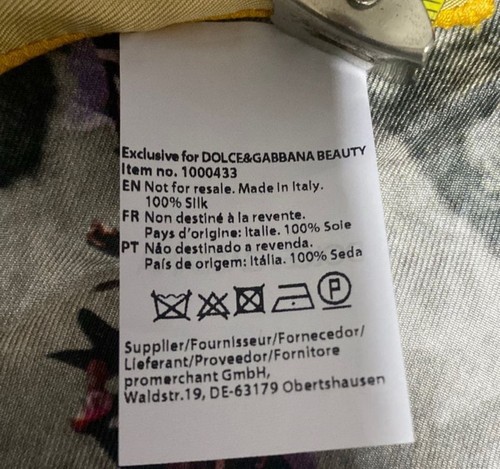 Exclusive for DOLCE&GABBANA BEAUTY
Item no. 1000433
EN Not for resale. Made in Italy.
100% Silk
FR Non destiné à la revente.
Pays d'origine: Italie. 100% Soie
PT Não destinado a revenda.
País de origem: Itália. 100% Seda
P
Supplier/Fournisseur/Fornecedor/
Lieferant/Proveedor/Fornitore
promerchant GmbH,
Waldstr.19, DE-63179 Obertshausen